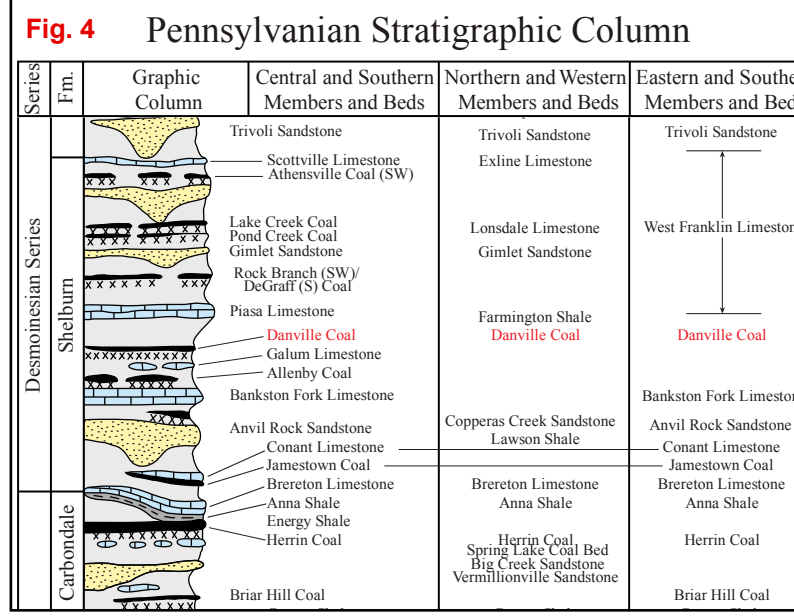 Fig. 4
Pennsylvanian Stratigraphic Column
Series
Fm.
Graphic
Column
Central and Southern
Members and Beds
Northern and Western
Members and Beds
Eastern and Southe
Members and Bed
Desmoinesian Series
Shelburn
Carbondale
Trivoli Sandstone
Scottville Limestone
Athensville Coal (SW)
Lake Creek Coal
Pond Creek Coal
Gimlet Sandstone
Rock Branch (SW)/
DeGraff (S) Coal
Piasa Limestone
Danville Coal
Galum Limestone
Allenby Coal
Bankston Fork Limestone
Anvil Rock Sandstone
Conant Limestone
Jamestown Coal
Brereton Limestone
Anna Shale
Energy Shale
Herrin Coal
Briar Hill Coal
Trivoli Sandstone
Exline Limestone
Lonsdale Limestone
Gimlet Sandstone
Farmington Shale
Danville Coal
Copperas Creek Sandstone
Lawson Shale
Brereton Limestone
Anna Shale
Herrin Coal
Spring Lake Coal Bed
Big Creek Sandstone
Vermillionville Sandstone
Trivoli Sandstone
West Franklin Limeston
Danville Coal
Bankston Fork Limeston
Anvil Rock Sandstone
Conant Limestone
Jamestown Coal
Brereton Limestone
Anna Shale
Herrin Coal
Briar Hill Coal